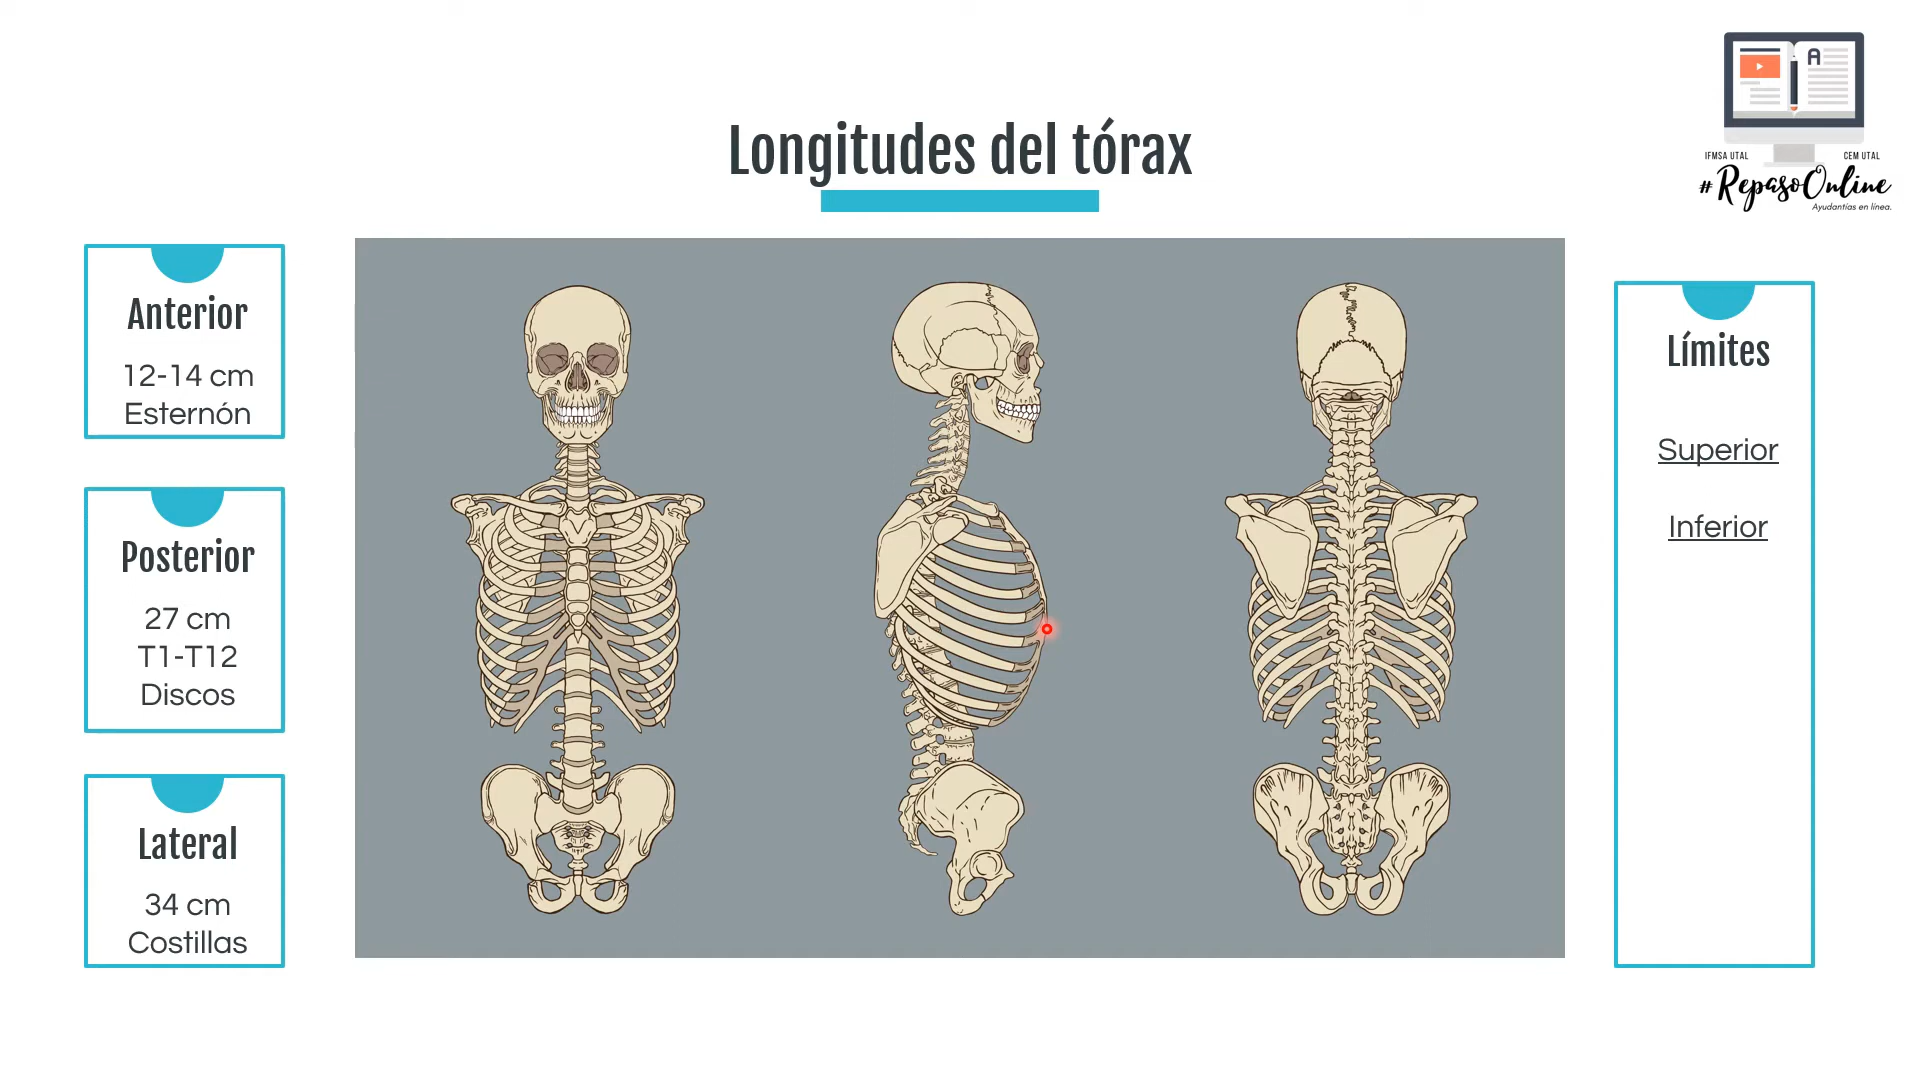 A
IFMSA UTAL
CEM UTAL
#RepasoOnline
Ayudantías en línea.
Longitudes del tórax
Anterior
12-14 cm
Esternón
Posterior
27 cm
T1-T12
Discos
Lateral
34 cm
Costillas
Límites
Superior
Inferior